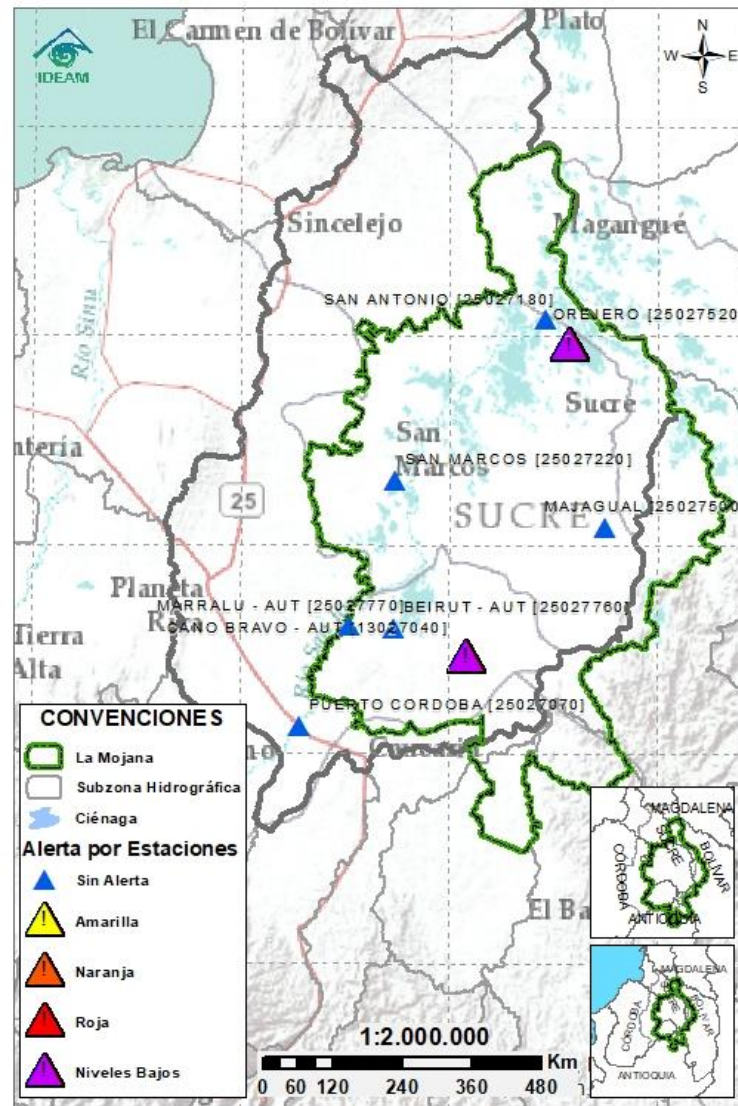 El Carmen de Bolívar
Plato
IDEAM
N
W E
S
Sincelejo
Magangué
Río Sinú
SAN ANTONIO [25027180]
OREJERO [25027520
Sucre
San
Marcos
SAN MARCOS [25027220]
25
SUCRE
MAJAGUAL [25027500
Planeta
Rica
MARRALU - AUT [25027770]
BEIRUT - AUT [25027760]
CAÑO BRAVO - AUT [13027040]
Tierra
Alta
PUERTO CORDOBA [25027070]
El Ba
CONVENCIONES
La Mojana
Subzona Hidrográfica
Ciénaga
Alerta por Estaciones
Sin Alerta
Amarilla
Naranja
Roja
Niveles Bajos
1:2.000.000
Km
0 60 120 240 360 480
MAGDALENA
SUCRE
BOLÍVAR
CÓRDOBA
ANTIOQUIA
MAGDALENA
SUCRE
BOLÍVAR
CÓRDOBA
ANTIOQUIA